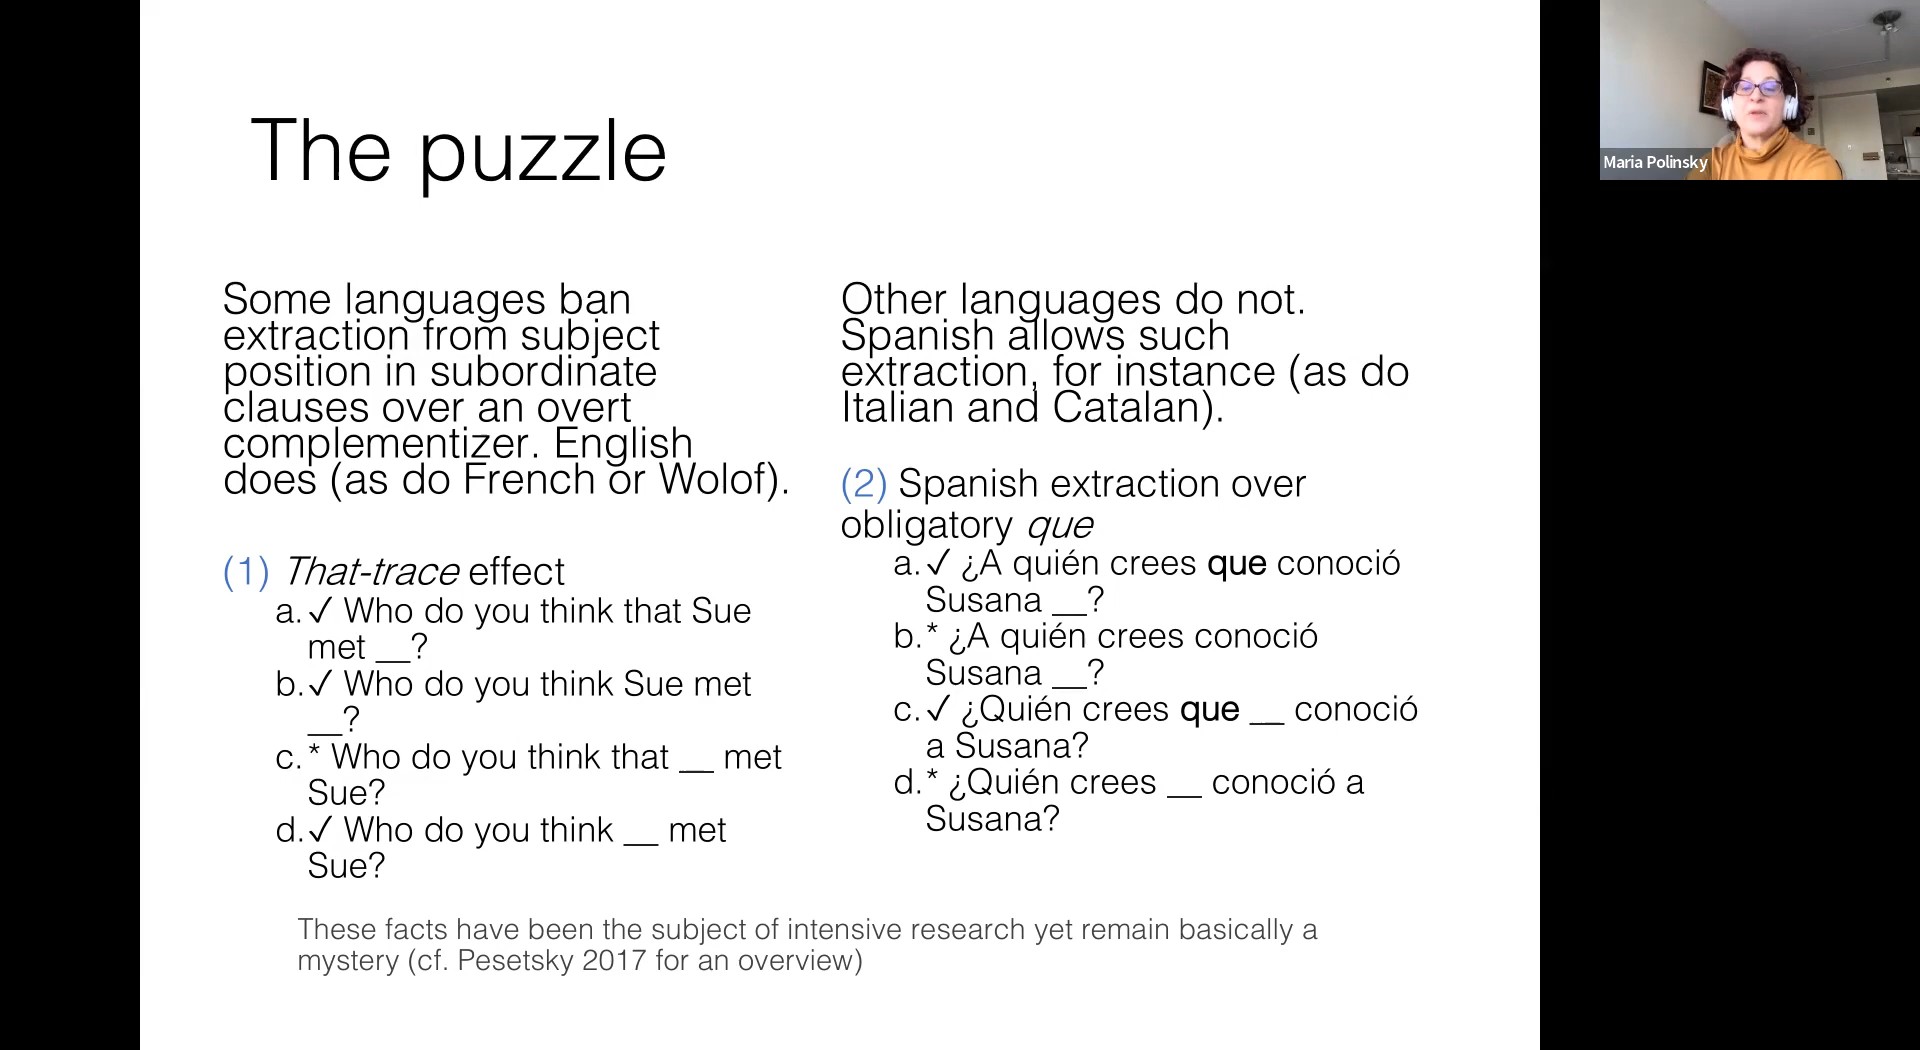 The puzzle
Some languages ban
extraction from subject
position in subordinate
clauses over an overt
complementizer. English
does (as do French or Wolof).
(1) That-trace effect
a. ✓ Who do you think that Sue
met __?
b. ✓ Who do you think Sue met
__?
c. * Who do you think that __ met
Sue?
d. ✓ Who do you think __ met
Sue?
Other languages do not.
Spanish allows such
extraction, for instance (as do
Italian and Catalan).
(2) Spanish extraction over
obligatory que
a. ✓ ¿A quién crees que conoció
Susana __?
b. * ¿A quién crees conoció
Susana __?
c. ✓ ¿Quién crees que __ conoció
a Susana?
d. * ¿Quién crees __ conoció a
Susana?
These facts have been the subject of intensive research yet remain basically a
mystery (cf. Pesetsky 2017 for an overview)
Maria Polinsky